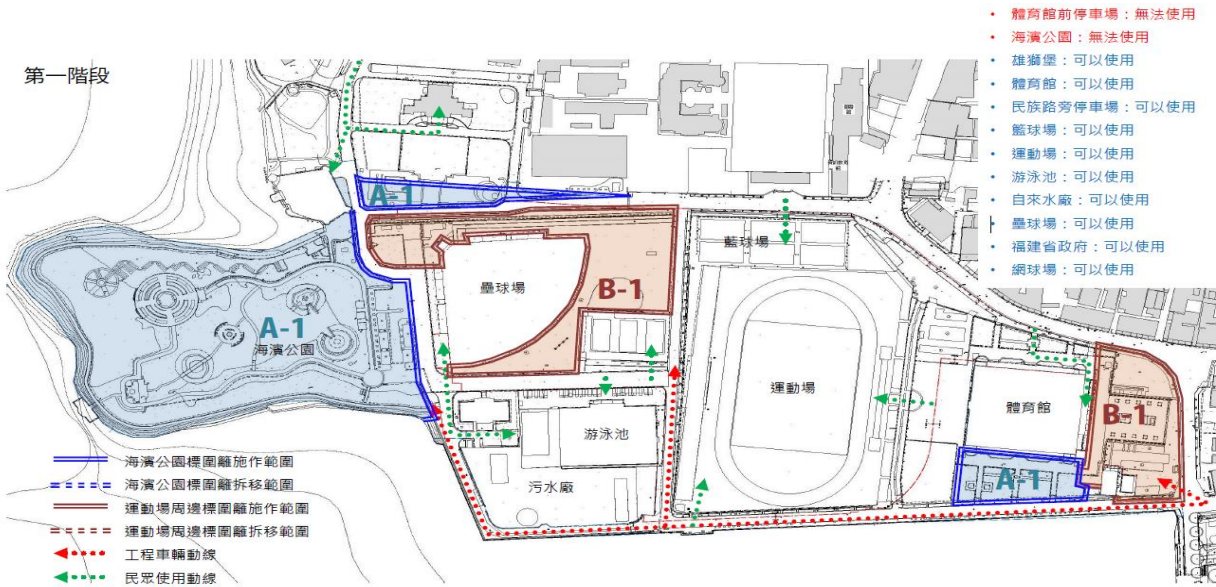 • 體育館前停車場：無法使用
• 海濱公園：無法使用
• 雄獅堡：可以使用
• 體育館：可以使用
• 民族路旁停車場：可以使用
• 籃球場：可以使用
• 運動場：可以使用
• 游泳池：可以使用
• 自來水廠：可以使用
• 壘球場：可以使用
• 福建省政府：可以使用
• 網球場：可以使用
第一階段
A-1
籃球場
壘球場
B-1
A-1
海濱公園
運動場
體育館
B-1
游泳池
污水廠
A-1
海濱公園標圍籬施作範圍
海濱公園標圍籬拆移範圍
運動場周邊標圍籬施作範圍
運動場周邊標圍籬拆移範圍
工程車輛動線
民眾使用動線